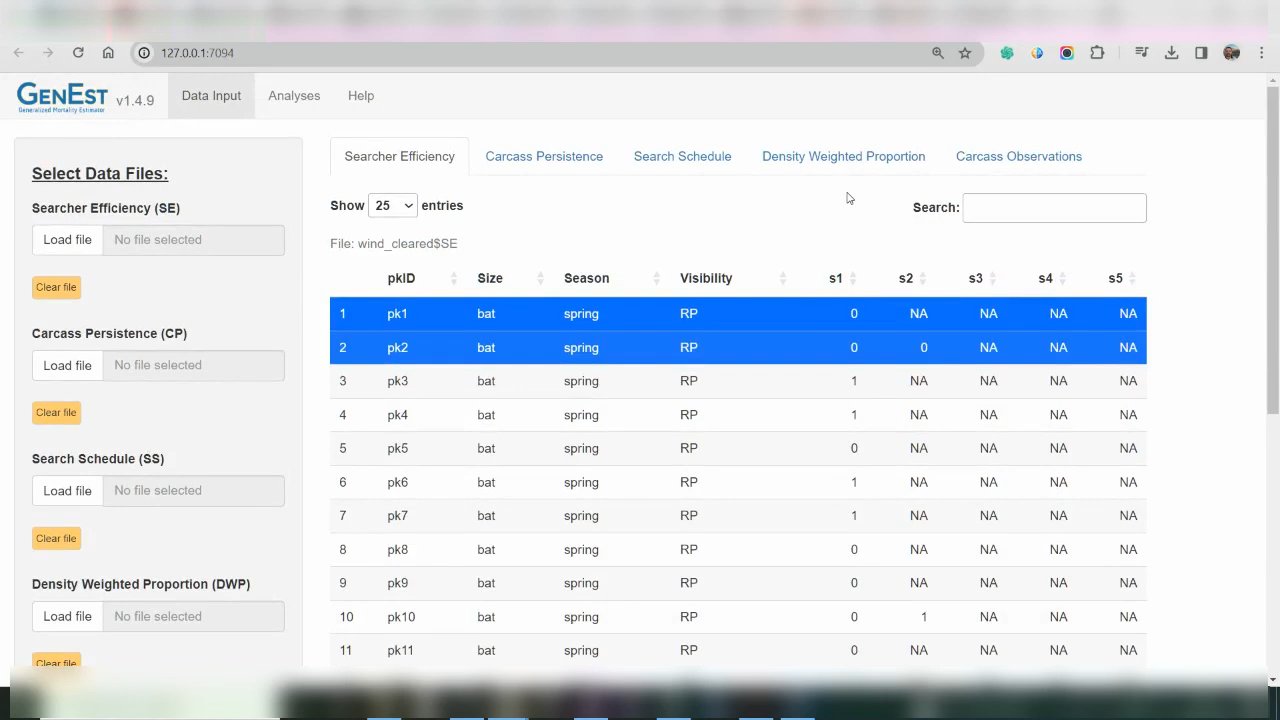 127.0.0.1:7094
GENEST v1.4.9
Generalized Mortality Estimator
Data Input Analyses Help
Select Data Files:
Searcher Efficiency (SE)
Load file No file selected
Clear file
Carcass Persistence (CP)
Load file No file selected
Clear file
Search Schedule (SS)
Load file No file selected
Clear file
Density Weighted Proportion (DWP)
Load file No file selected
Clear file
Searcher Efficiency Carcass Persistence Search Schedule Density Weighted Proportion Carcass Observations
Show 25 entries Search:
File: wind_cleared$SE
pkID Size Season Visibility s1 s2 s3 s4 s5
1 pk1 bat spring RP 0 NA NA NA NA
2 pk2 bat spring RP 0 0 NA NA NA
3 pk3 bat spring RP 1 NA NA NA NA
4 pk4 bat spring RP 1 NA NA NA NA
5 pk5 bat spring RP 0 NA NA NA NA
6 pk6 bat spring RP 1 NA NA NA NA
7 pk7 bat spring RP 1 NA NA NA NA
8 pk8 bat spring RP 0 NA NA NA NA
9 pk9 bat spring RP 0 NA NA NA NA
10 pk10 bat spring RP 0 1 NA NA NA
11 pk11 bat spring RP 0 NA NA NA NA